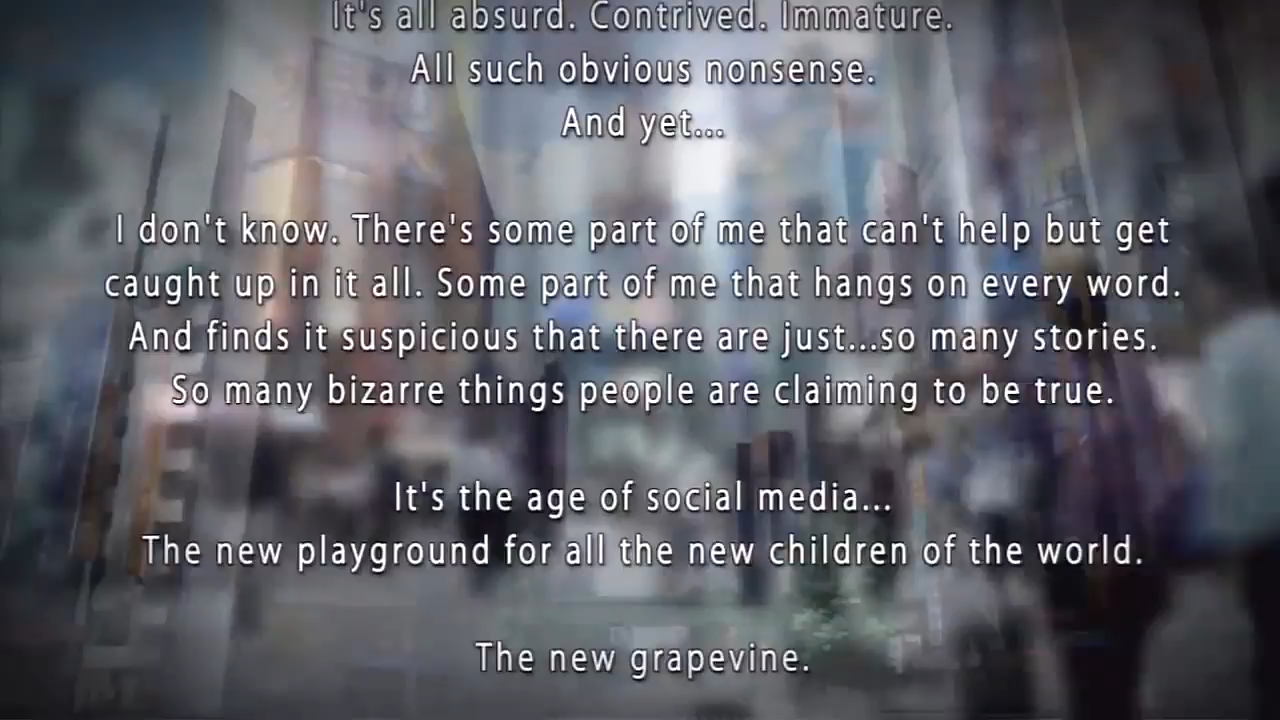 It's all absurd. Contrived. Immature.
All such obvious nonsense.
And yet...
I don't know. There's some part of me that can't help but get
caught up in it all. Some part of me that hangs on every word.
And finds it suspicious that there are just...so many stories.
So many bizarre things people are claiming to be true.
It's the age of social media...
The new playground for all the new children of the world.
The new grapevine.